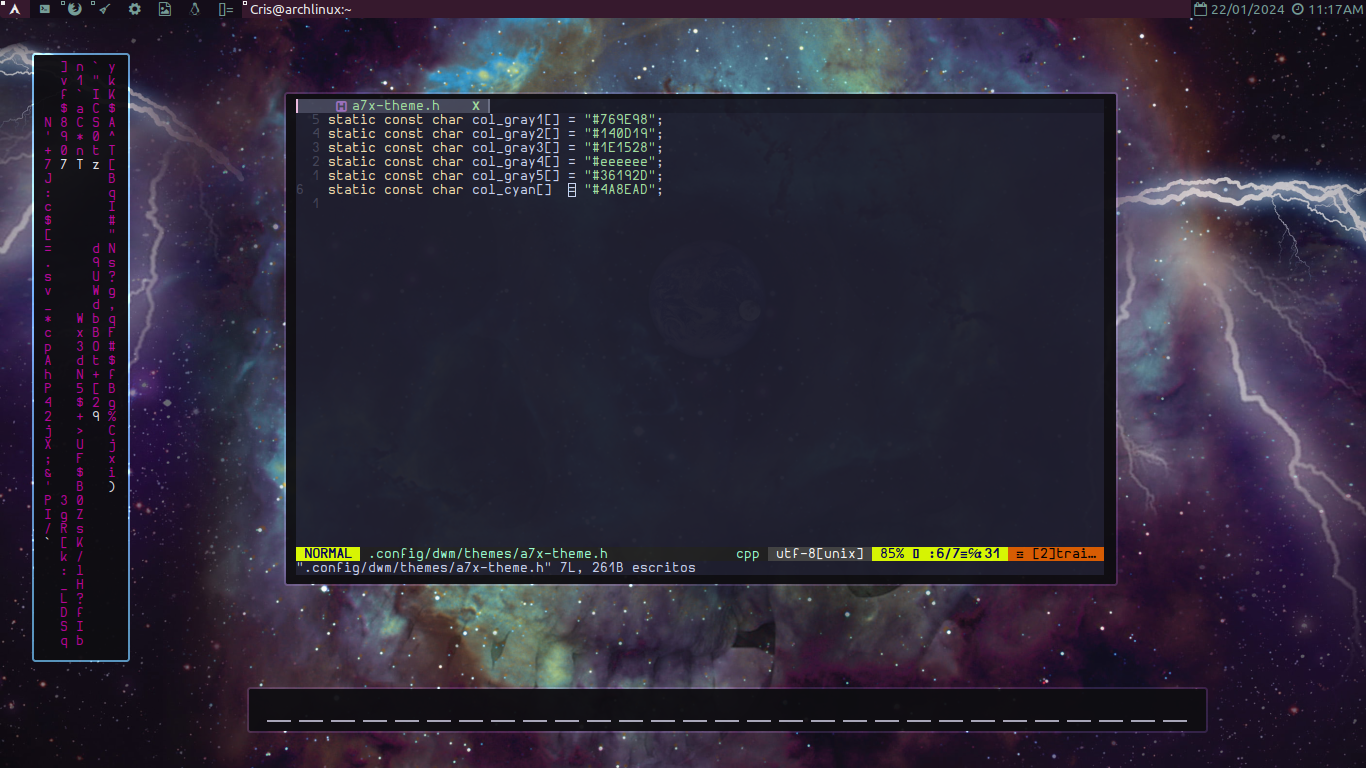 []= Cris@archlinux:~ 22/01/2024 11:17AM
a7x-theme.h X
5 static const char col_gray1[] = "#769E98";
4 static const char col_gray2[] = "#140D19";
3 static const char col_gray3[] = "#1E1528";
2 static const char col_gray4[] = "#eeeeee";
1 static const char col_gray5[] = "#36192D";
6 static const char col_cyan[] = "#4A8EAD";
1
NORMAL .config/dwm/themes/a7x-theme.h cpp utf-8[unix] 85% :6/7 31 [2]trai…
".config/dwm/themes/a7x-theme.h" 7L, 261B escritos